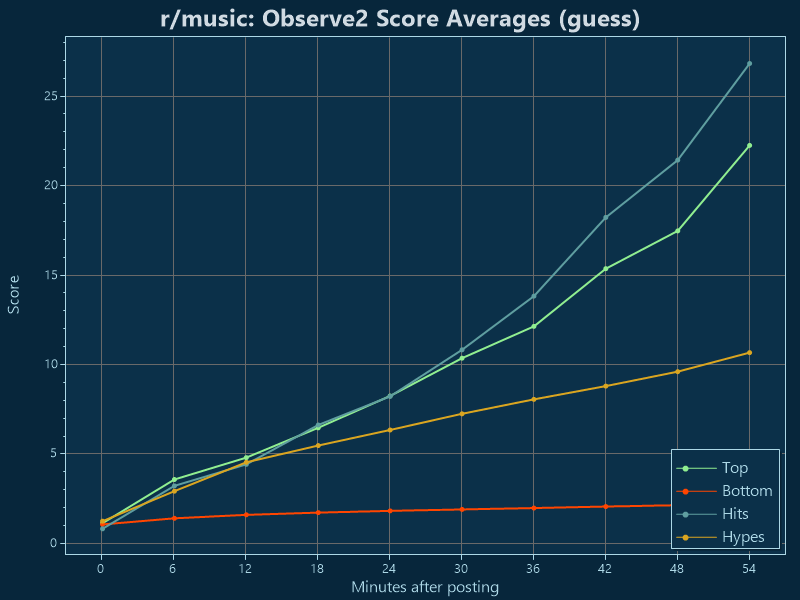 r/music: Observe2 Score Averages (guess)
Score
25
20
15
10
5
0
0 6 12 18 24 30 36 42 48 54
Minutes after posting
Top
Bottom
Hits
Hypes